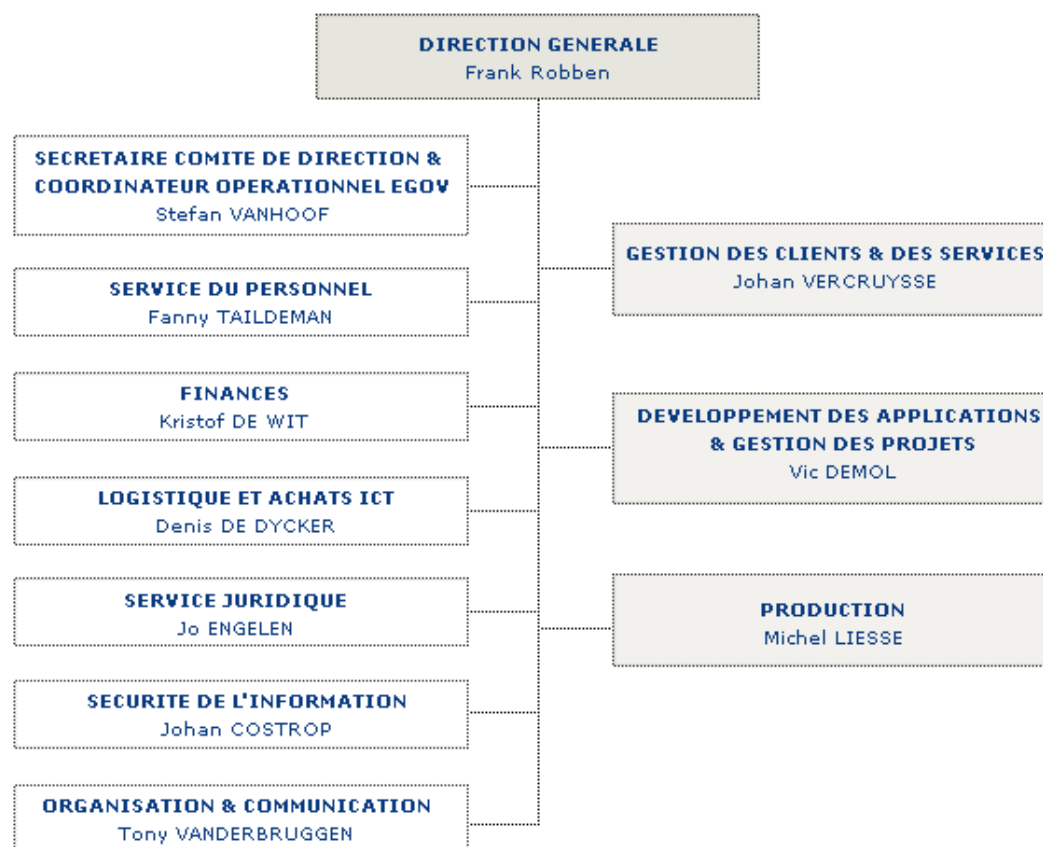 DIRECTION GENERALE
Frank Robben
SECRETAIRE COMITE DE DIRECTION &
COORDINATEUR OPERATIONNEL EGOV
Stefan VANHOOF
SERVICE DU PERSONNEL
Fanny TAILDEMAN
FINANCES
Kristof DE WIT
LOGISTIQUE ET ACHATS ICT
Denis DE DYCKER
SERVICE JURIDIQUE
Jo ENGELEN
SECURITE DE L'INFORMATION
Johan COSTROP
ORGANISATION & COMMUNICATION
Tony VANDERBRUGGEN
GESTION DES CLIENTS & DES SERVICES
Johan VERCRUYSSE
DEVELOPPEMENT DES APPLICATIONS
& GESTION DES PROJETS
Vic DEMOL
PRODUCTION
Michel LIESSE